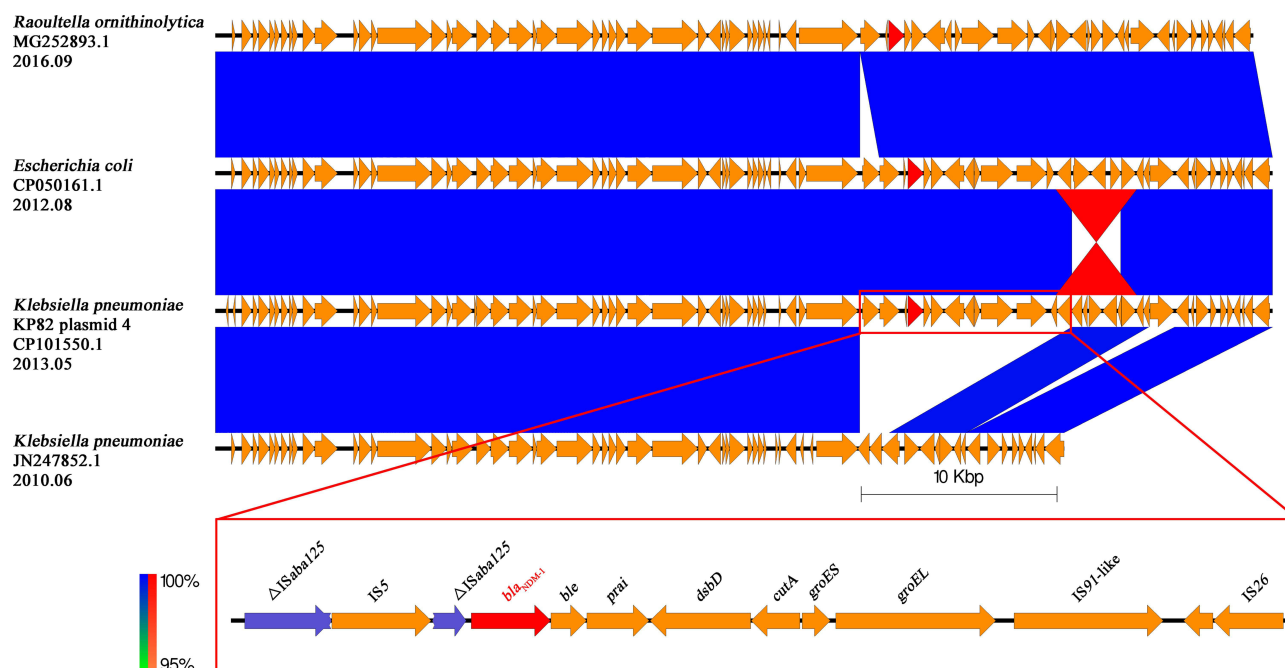 Raoultella ornithinolytica
MG252893.1
2016.09
Escherichia coli
CP050161.1
2012.08
Klebsiella pneumoniae
KP82 plasmid 4
CP101550.1
2013.05
Klebsiella pneumoniae
JN247852.1
2010.06
10 Kbp
ΔISaba125
IS5
ΔISaba125
blaNDM-1
ble
prai
dsbD
cutA
groES
groEL
IS91-like
IS26
100%
95%